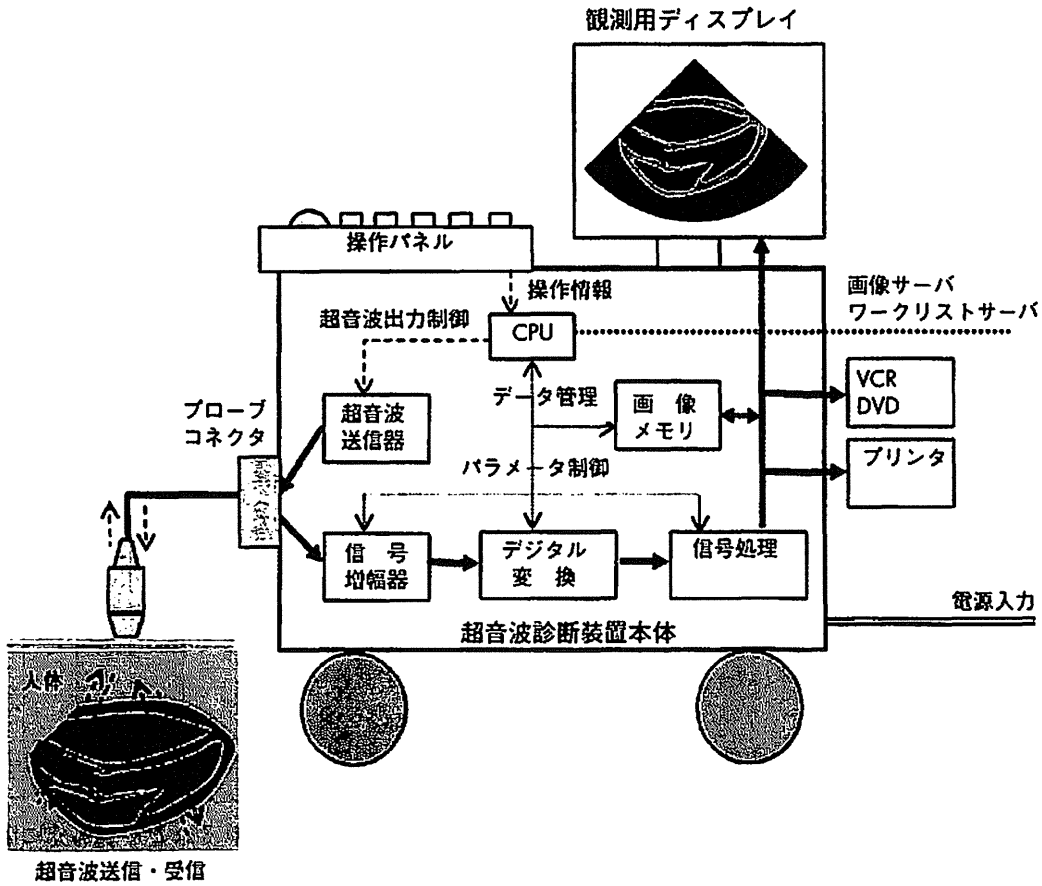 観測用ディスプレイ
操作パネル
操作情報
超音波出力制御
CPU
画像サーバ
ワークリストサーバ
データ管理
画 像
メモリ
VCR
DVD
プリンタ
プローブ
コネクタ
超音波
送信器
パラメータ制御
信 号
増幅器
デジタル
変 換
信号処理
電源入力
超音波診断装置本体
人体
超音波送信・受信